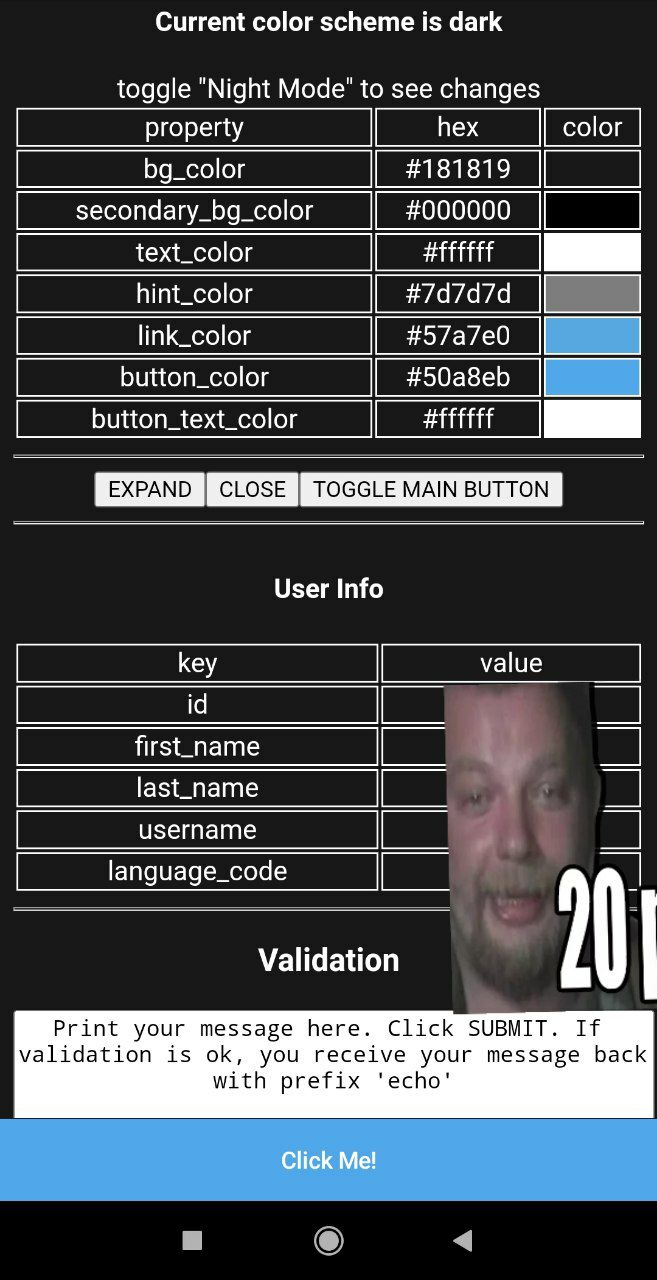 Current color scheme is dark
toggle "Night Mode" to see changes
property hex color
bg_color #181819
secondary_bg_color #000000
text_color #ffffff
hint_color #7d7d7d
link_color #57a7e0
button_color #50a8eb
button_text_color #ffffff
EXPAND CLOSE TOGGLE MAIN BUTTON
User Info
key value
id
first_name
last_name
username
language_code
20
Validation
Print your message here. Click SUBMIT. If
validation is ok, you receive your message back
with prefix 'echo'
Click Me!